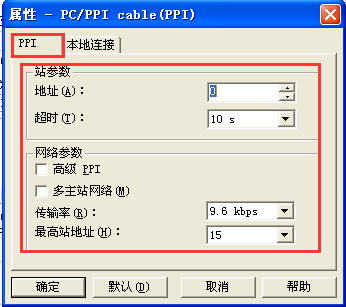 属性 - PC/PPI cable(PPI)
PPI 本地连接
站参数
地址(A): 0
超时(T): 10 s
网络参数
高级 PPI
多主站网络(M)
传输率(R): 9.6 kbps
最高站地址(H): 15
确定 默认(D) 取消 帮助